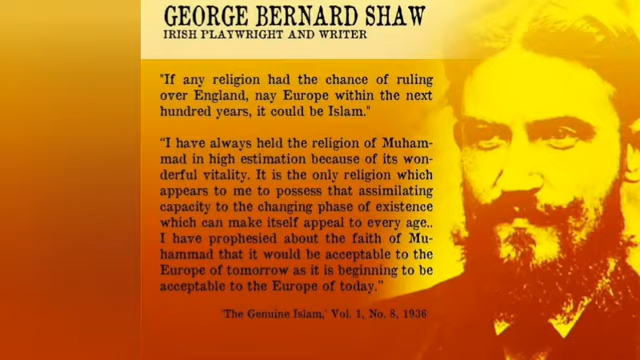 GEORGE BERNARD SHAW
IRISH PLAYWRIGHT AND WRITER
"If any religion had the chance of ruling
over England, nay Europe within the next
hundred years, it could be Islam."
“I have always held the religion of Muham-
mad in high estimation because of its won-
derful vitality. It is the only religion which
appears to me to possess that assimilating
capacity to the changing phase of existence
which can make itself appeal to every age..
I have prophesied about the faith of Mu-
hammad that it would be acceptable to the
Europe of tomorrow as it is beginning to be
acceptable to the Europe of today.”
'The Genuine Islam,' Vol. 1, No. 8, 1936